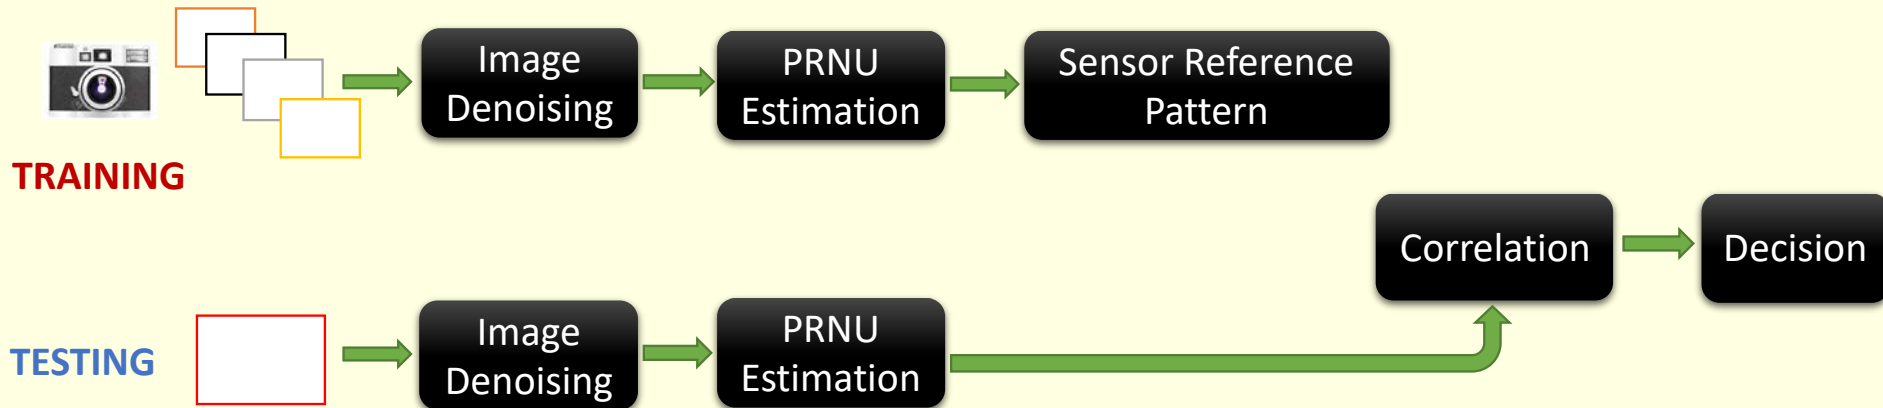 Image
Denoising
PRNU
Estimation
Sensor Reference
Pattern
TRAINING
Correlation
Decision
TESTING
Image
Denoising
PRNU
Estimation